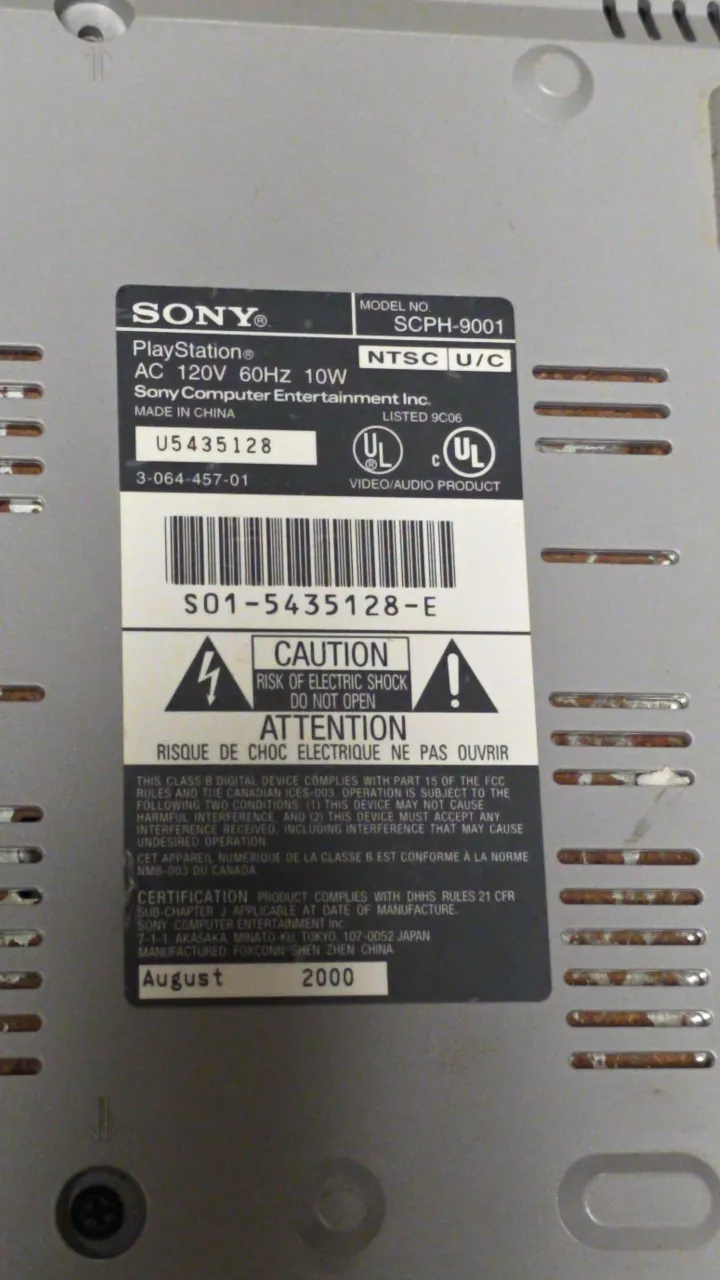 SONY®
MODEL NO.
SCPH-9001
PlayStation®
NTSC U/C
AC 120V 60Hz 10W
Sony Computer Entertainment Inc.
MADE IN CHINA
LISTED 9C06
U5435128
UL ® C UL
3-064-457-01
VIDEO/AUDIO PRODUCT
S01-5435128-E
CAUTION
RISK OF ELECTRIC SHOCK
DO NOT OPEN
ATTENTION
RISQUE DE CHOC ELECTRIQUE NE PAS OUVRIR
THIS CLASS B DIGITAL DEVICE COMPLIES WITH PART 15 OF THE FCC
RULES AND THE CANADIAN ICES-003. OPERATION IS SUBJECT TO THE
FOLLOWING TWO CONDITIONS: (1) THIS DEVICE MAY NOT CAUSE
HARMFUL INTERFERENCE, AND (2) THIS DEVICE MUST ACCEPT ANY
INTERFERENCE RECEIVED, INCLUDING INTERFERENCE THAT MAY CAUSE
UNDESIRED OPERATION.
CET APPAREIL NUMÉRIQUE DE LA CLASSE B EST CONFORME À LA NORME
NMB-003 DU CANADA
CERTIFICATION PRODUCT COMPLIES WITH DHHS RULES 21 CFR
SUB-CHAPTER J APPLICABLE AT DATE OF MANUFACTURE.
SONY COMPUTER ENTERTAINMENT Inc.
7-1-1 AKASAKA MINATO-KU, TOKYO 107-0052 JAPAN
MANUFACTURED: FOXCONN SHEN ZHEN CHINA
August 2000